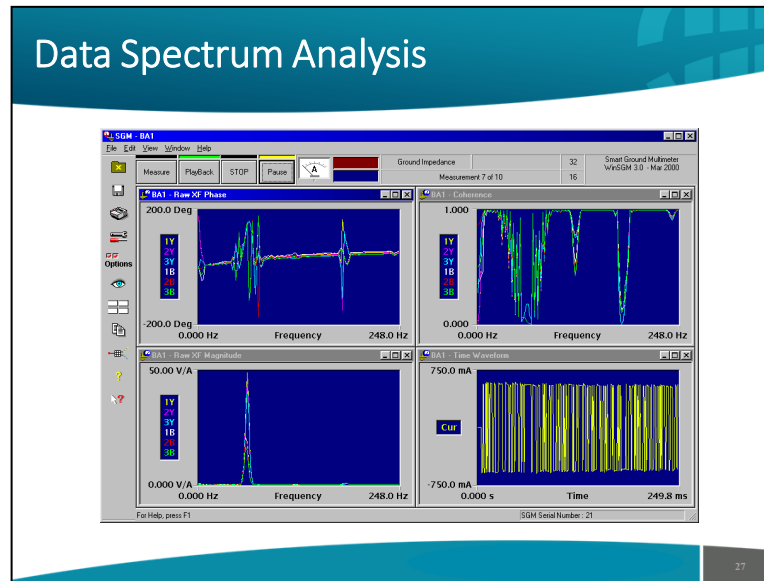 Data Spectrum Analysis
SGM - BA1
File Edit View Window Help
Measure PlayBack STOP Pause A
Ground Impedance 32
Measurement 7 of 10 16
Smart Ground Multimeter
WinSGM 3.0 - Mar 2000
Options
BA1 - Raw XF Phase
200.0 Deg
1Y
2Y
3Y
1B
2B
3B
-200.0 Deg
0.000 Hz Frequency 248.0 Hz
BA1 - Coherence
1.000
1Y
2Y
3Y
1B
2B
3B
0.000
0.000 Hz Frequency 248.0 Hz
BA1 - Raw XF Magnitude
50.00 V/A
1Y
2Y
3Y
1B
2B
3B
0.000 V/A
0.000 Hz Frequency 248.0 Hz
BA1 - Time Waveform
750.0 mA
Cur
-750.0 mA
0.000 s Time 249.8 ms
For Help, press F1
SGM Serial Number : 21
27